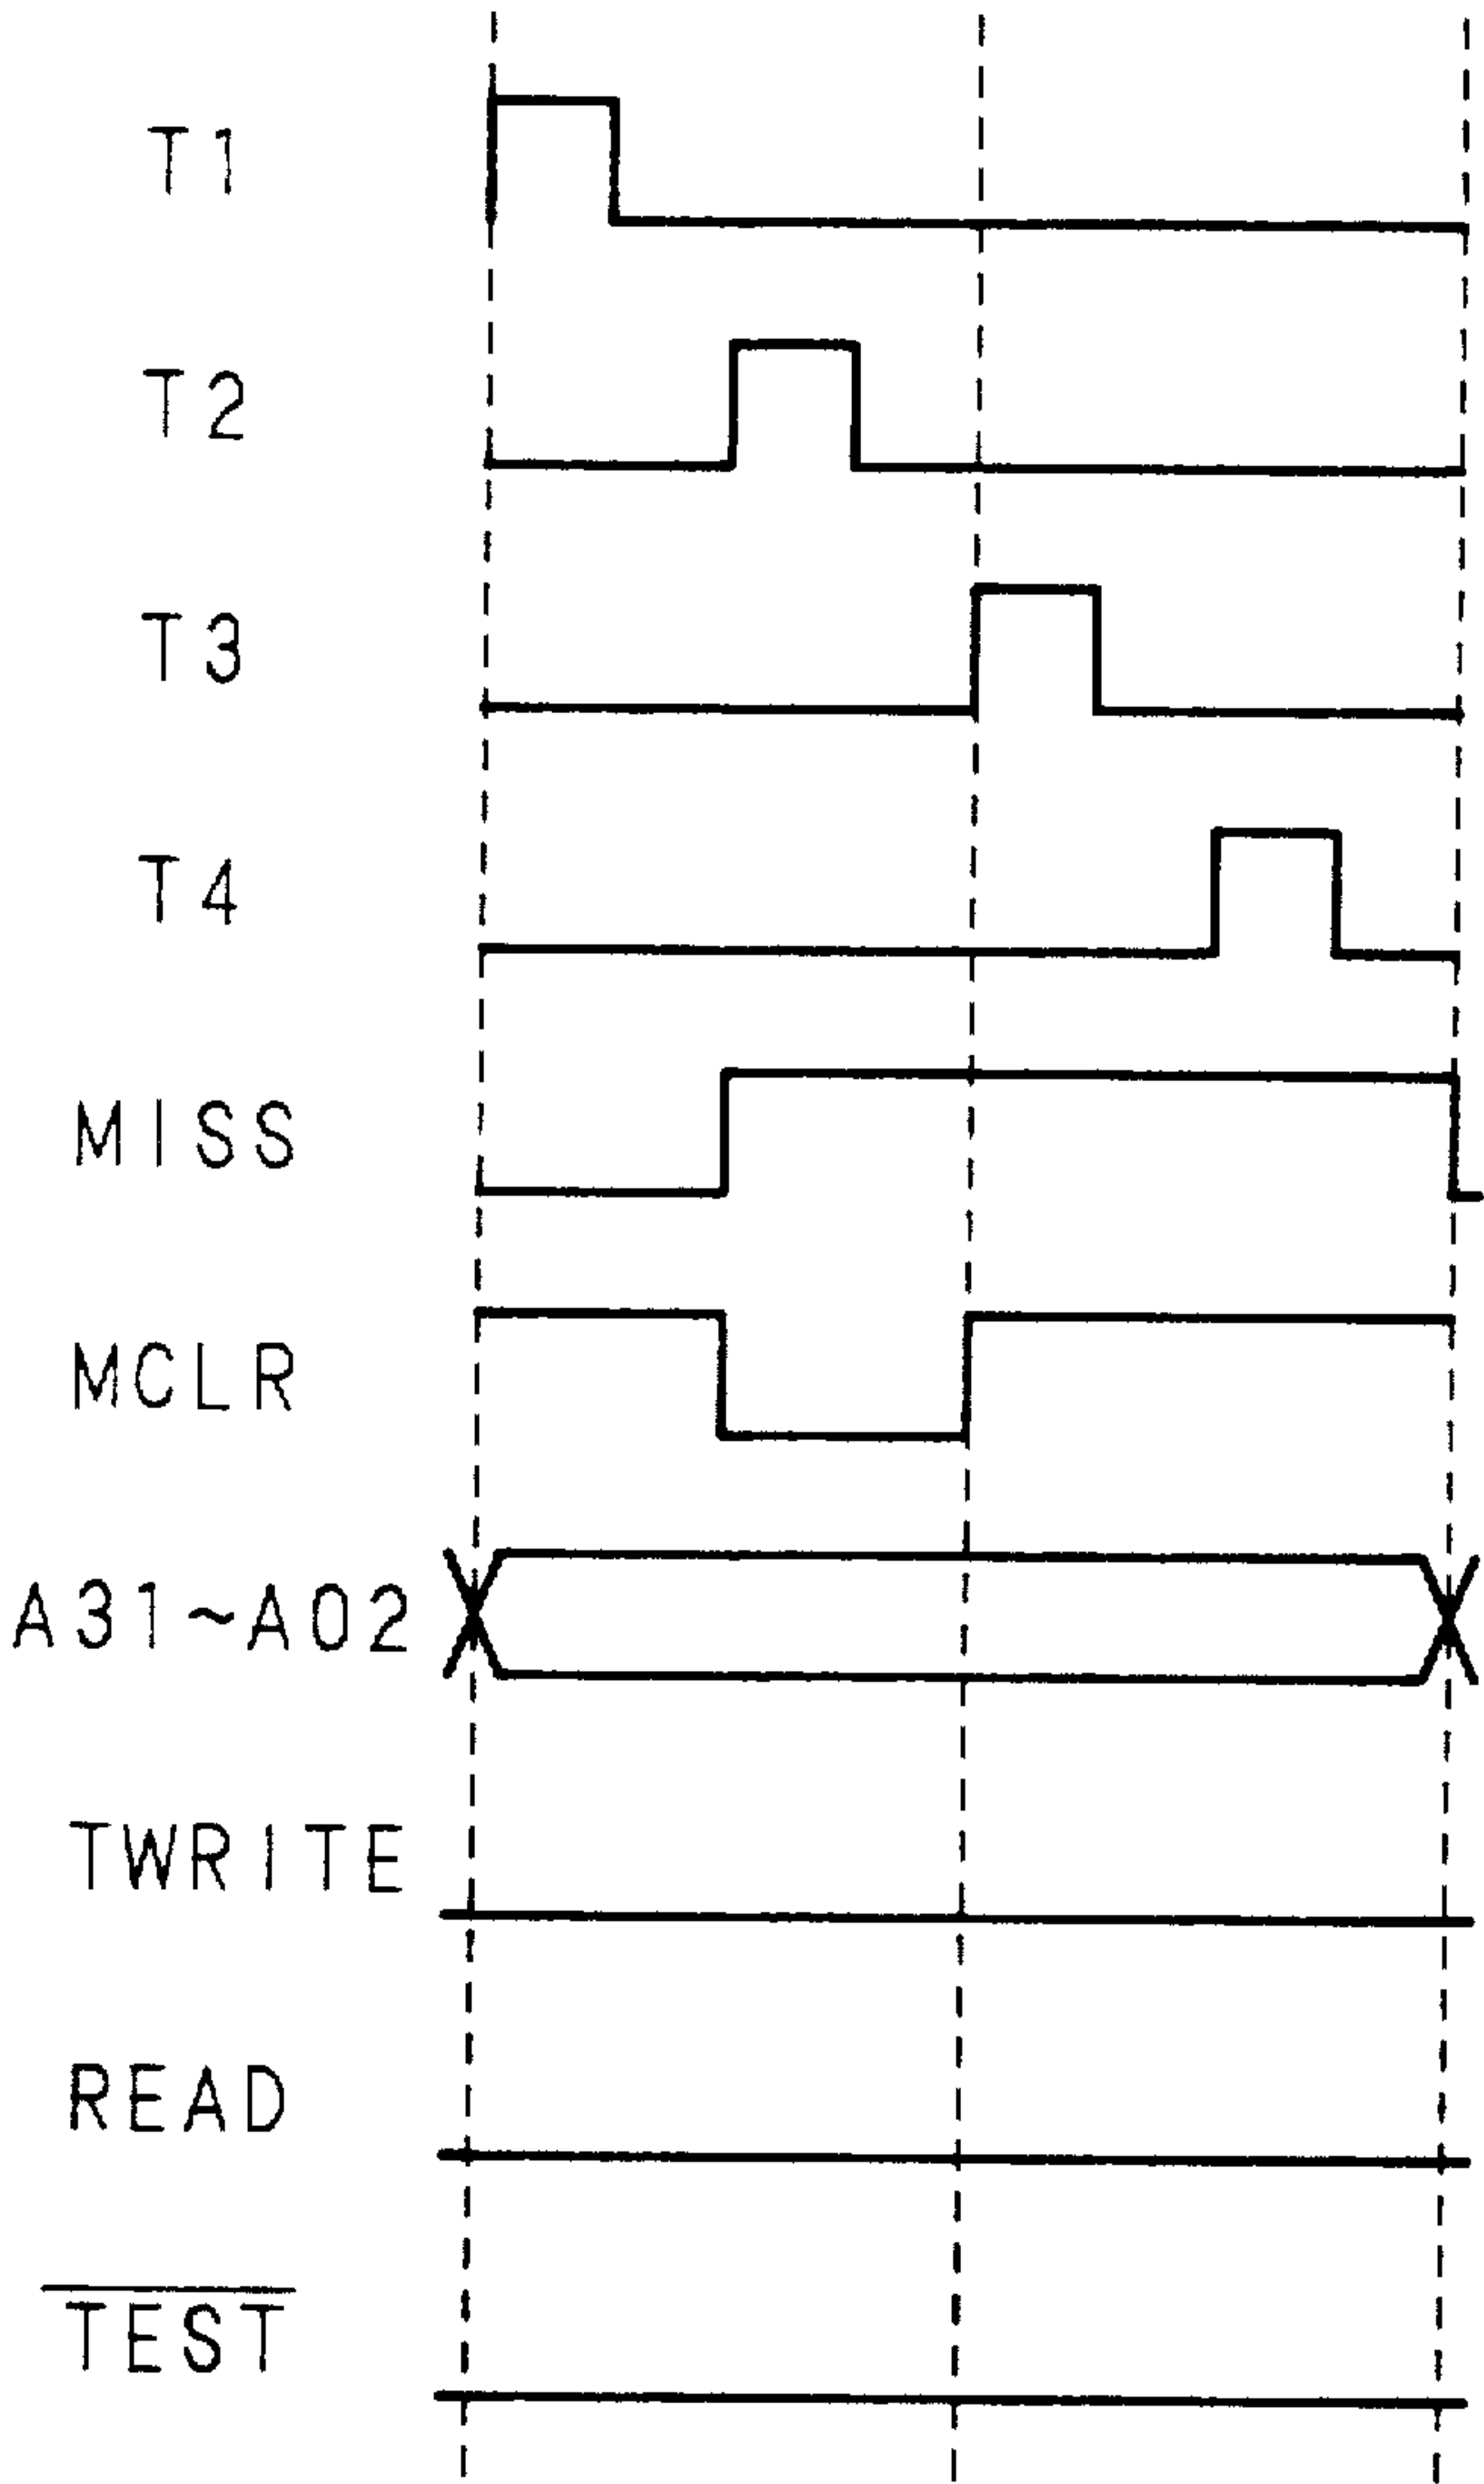 T1
T2
T3
T4
MISS
MCLR
A31~A02
TWRITE
READ
TEST